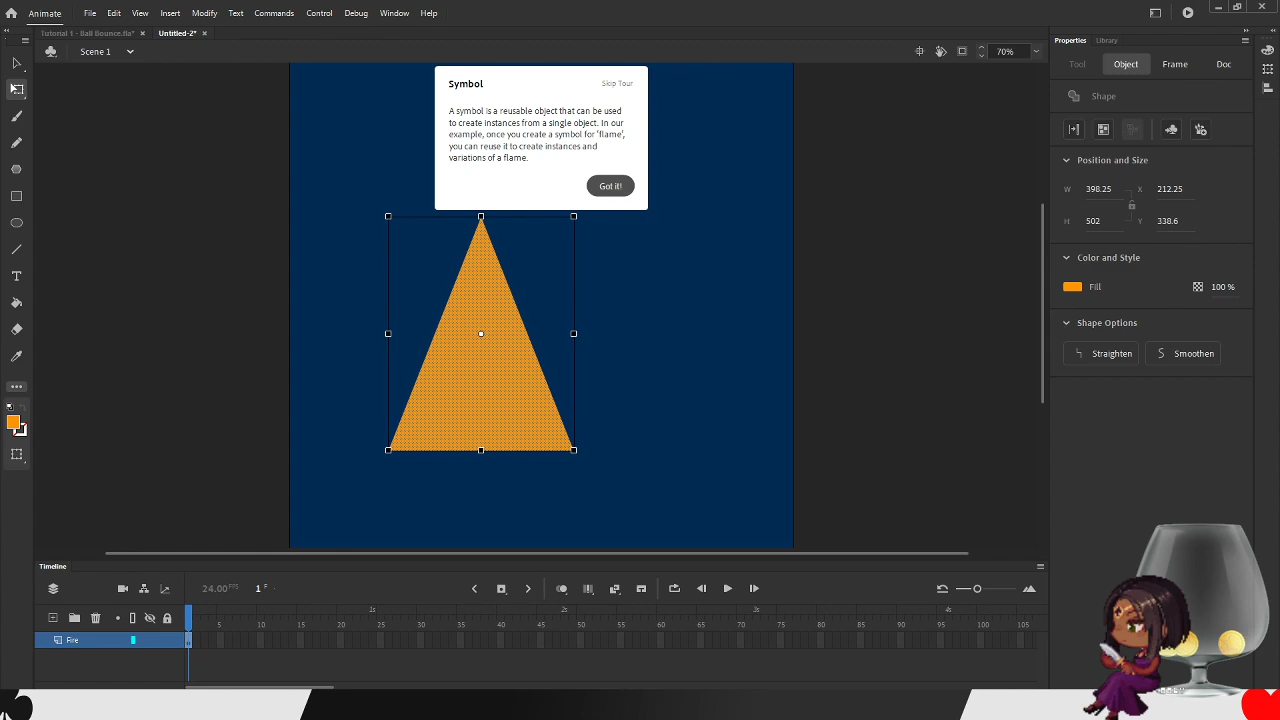 Animate File Edit View Insert Modify Text Commands Control Debug Window Help
Tutorial 1 - Ball Bounce.fla* Untitled-2*
Scene 1
70%
Symbol
Skip Tour
A symbol is a reusable object that can be used
to create instances from a single object. In our
example, once you create a symbol for 'flame',
you can reuse it to create instances and
variations of a flame.
Got it!
Properties Library
Tool Object Frame Doc
Shape
Position and Size
W 398.25 X 212.25
H 502 Y 338.6
Color and Style
Fill 100 %
Shape Options
Straighten Smoothen
Timeline
24.00 FPS 1 F
1s 2s 3s 4s
5 10 15 20 25 30 35 40 45 50 55 60 65 70 75 80 85 90 95 100 105
Fire